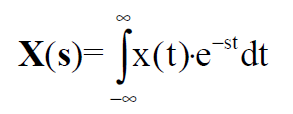 X(s)= ∫_{-∞}^{∞} x(t)·e^{-st} dt